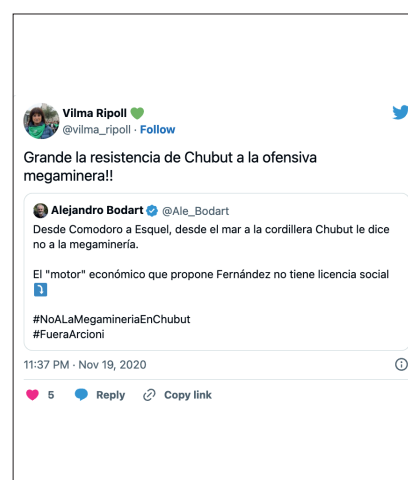 Vilma Ripoll 💚
@vilma_ripoll · Follow
Grande la resistencia de Chubut a la ofensiva
megaminera!!
Alejandro Bodart @Ale_Bodart
Desde Comodoro a Esquel, desde el mar a la cordillera Chubut le dice
no a la megaminería.
El "motor" económico que propone Fernández no tiene licencia social
⤵️
#NoALaMegamineriaEnChubut
#FueraArcioni
11:37 PM · Nov 19, 2020
5 Reply Copy link